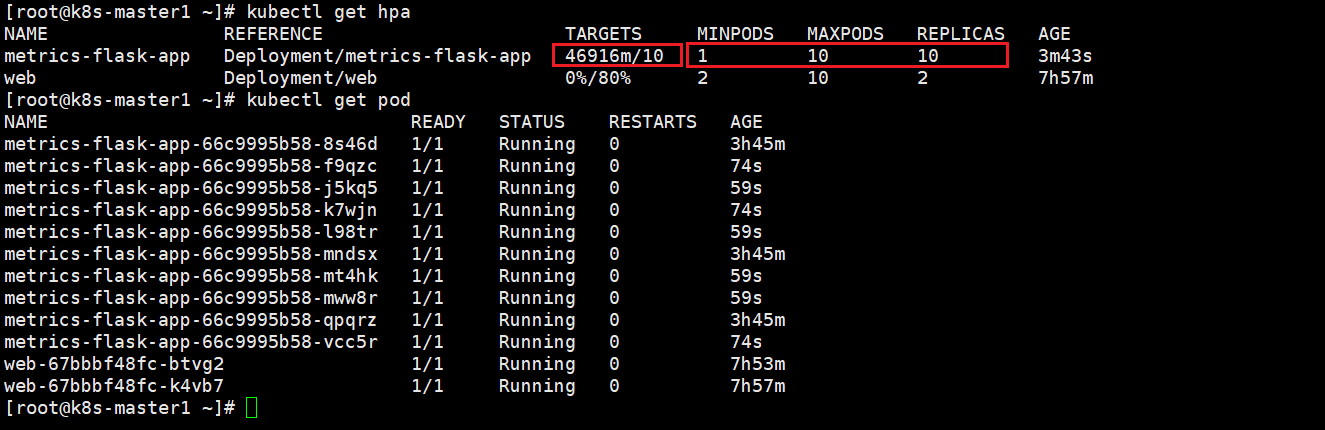 [root@k8s-master1 ~]# kubectl get hpa
NAME REFERENCE TARGETS MINPODS MAXPODS REPLICAS AGE
metrics-flask-app Deployment/metrics-flask-app 46916m/10 1 10 10 3m43s
web Deployment/web 0%/80% 2 10 2 7h57m
[root@k8s-master1 ~]# kubectl get pod
NAME READY STATUS RESTARTS AGE
metrics-flask-app-66c9995b58-8s46d 1/1 Running 0 3h45m
metrics-flask-app-66c9995b58-f9qzc 1/1 Running 0 74s
metrics-flask-app-66c9995b58-j5kq5 1/1 Running 0 59s
metrics-flask-app-66c9995b58-k7wjn 1/1 Running 0 74s
metrics-flask-app-66c9995b58-l98tr 1/1 Running 0 59s
metrics-flask-app-66c9995b58-mndsx 1/1 Running 0 3h45m
metrics-flask-app-66c9995b58-mt4hk 1/1 Running 0 59s
metrics-flask-app-66c9995b58-mww8r 1/1 Running 0 59s
metrics-flask-app-66c9995b58-qpqrz 1/1 Running 0 3h45m
metrics-flask-app-66c9995b58-vcc5r 1/1 Running 0 74s
web-67bbbf48fc-btvg2 1/1 Running 0 7h53m
web-67bbbf48fc-k4vb7 1/1 Running 0 7h57m
[root@k8s-master1 ~]#